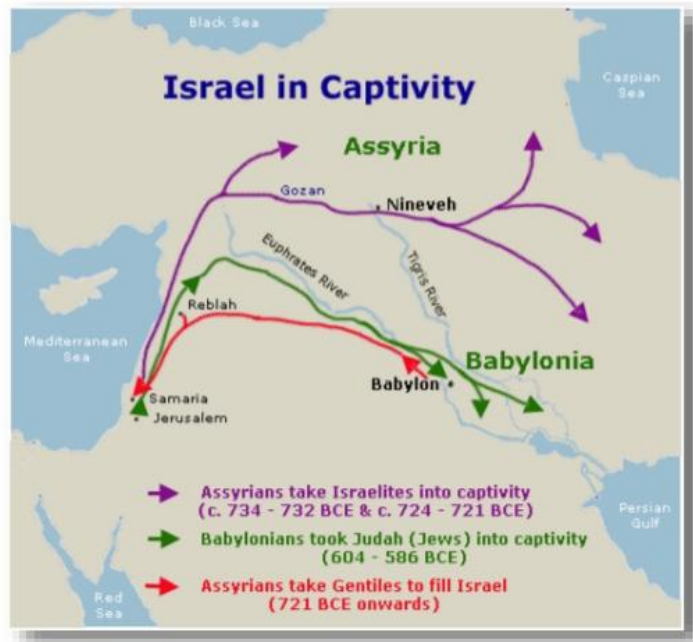 Black Sea
Israel in Captivity
Caspian
Sea
Assyria
Gozan
Nineveh
Euphrates River
Tigris River
Reblah
Mediterranean
Sea
Babylonia
Babylon
Samaria
Jerusalem
Assyrians take Israelites into captivity
(c. 734 - 732 BCE & c. 724 - 721 BCE)
Babylonians took Judah (Jews) into captivity
(604 - 586 BCE)
Persian
Gulf
Assyrians take Gentiles to fill Israel
(721 BCE onwards)
Red
Sea